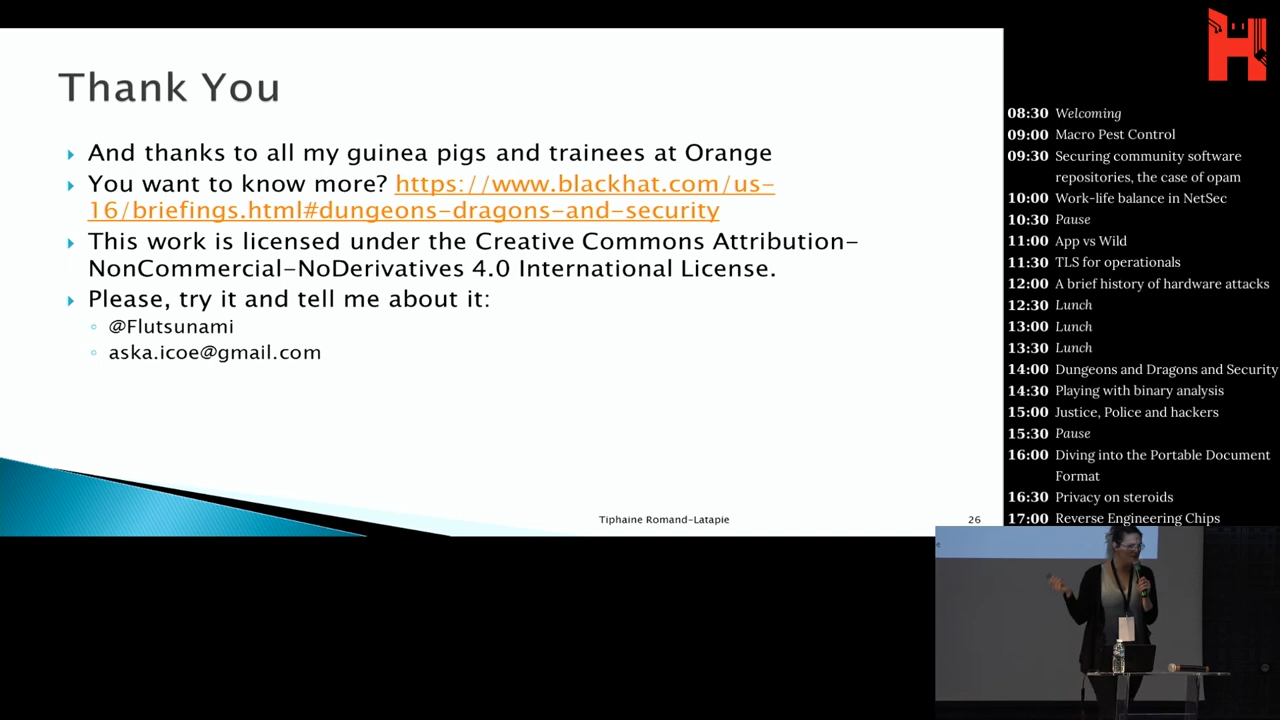 Thank You
And thanks to all my guinea pigs and trainees at Orange
You want to know more? https://www.blackhat.com/us-
16/briefings.html#dungeons-dragons-and-security
This work is licensed under the Creative Commons Attribution-
NonCommercial-NoDerivatives 4.0 International License.
Please, try it and tell me about it:
@Flutsunami
aska.icoe@gmail.com
Tiphaine Romand-Latapie
26
H
08:30 Welcoming
09:00 Macro Pest Control
09:30 Securing community software
repositories, the case of opam
10:00 Work-life balance in NetSec
10:30 Pause
11:00 App vs Wild
11:30 TLS for operationals
12:00 A brief history of hardware attacks
12:30 Lunch
13:00 Lunch
13:30 Lunch
14:00 Dungeons and Dragons and Security
14:30 Playing with binary analysis
15:00 Justice, Police and hackers
15:30 Pause
16:00 Diving into the Portable Document
Format
16:30 Privacy on steroids
17:00 Reverse Engineering Chips